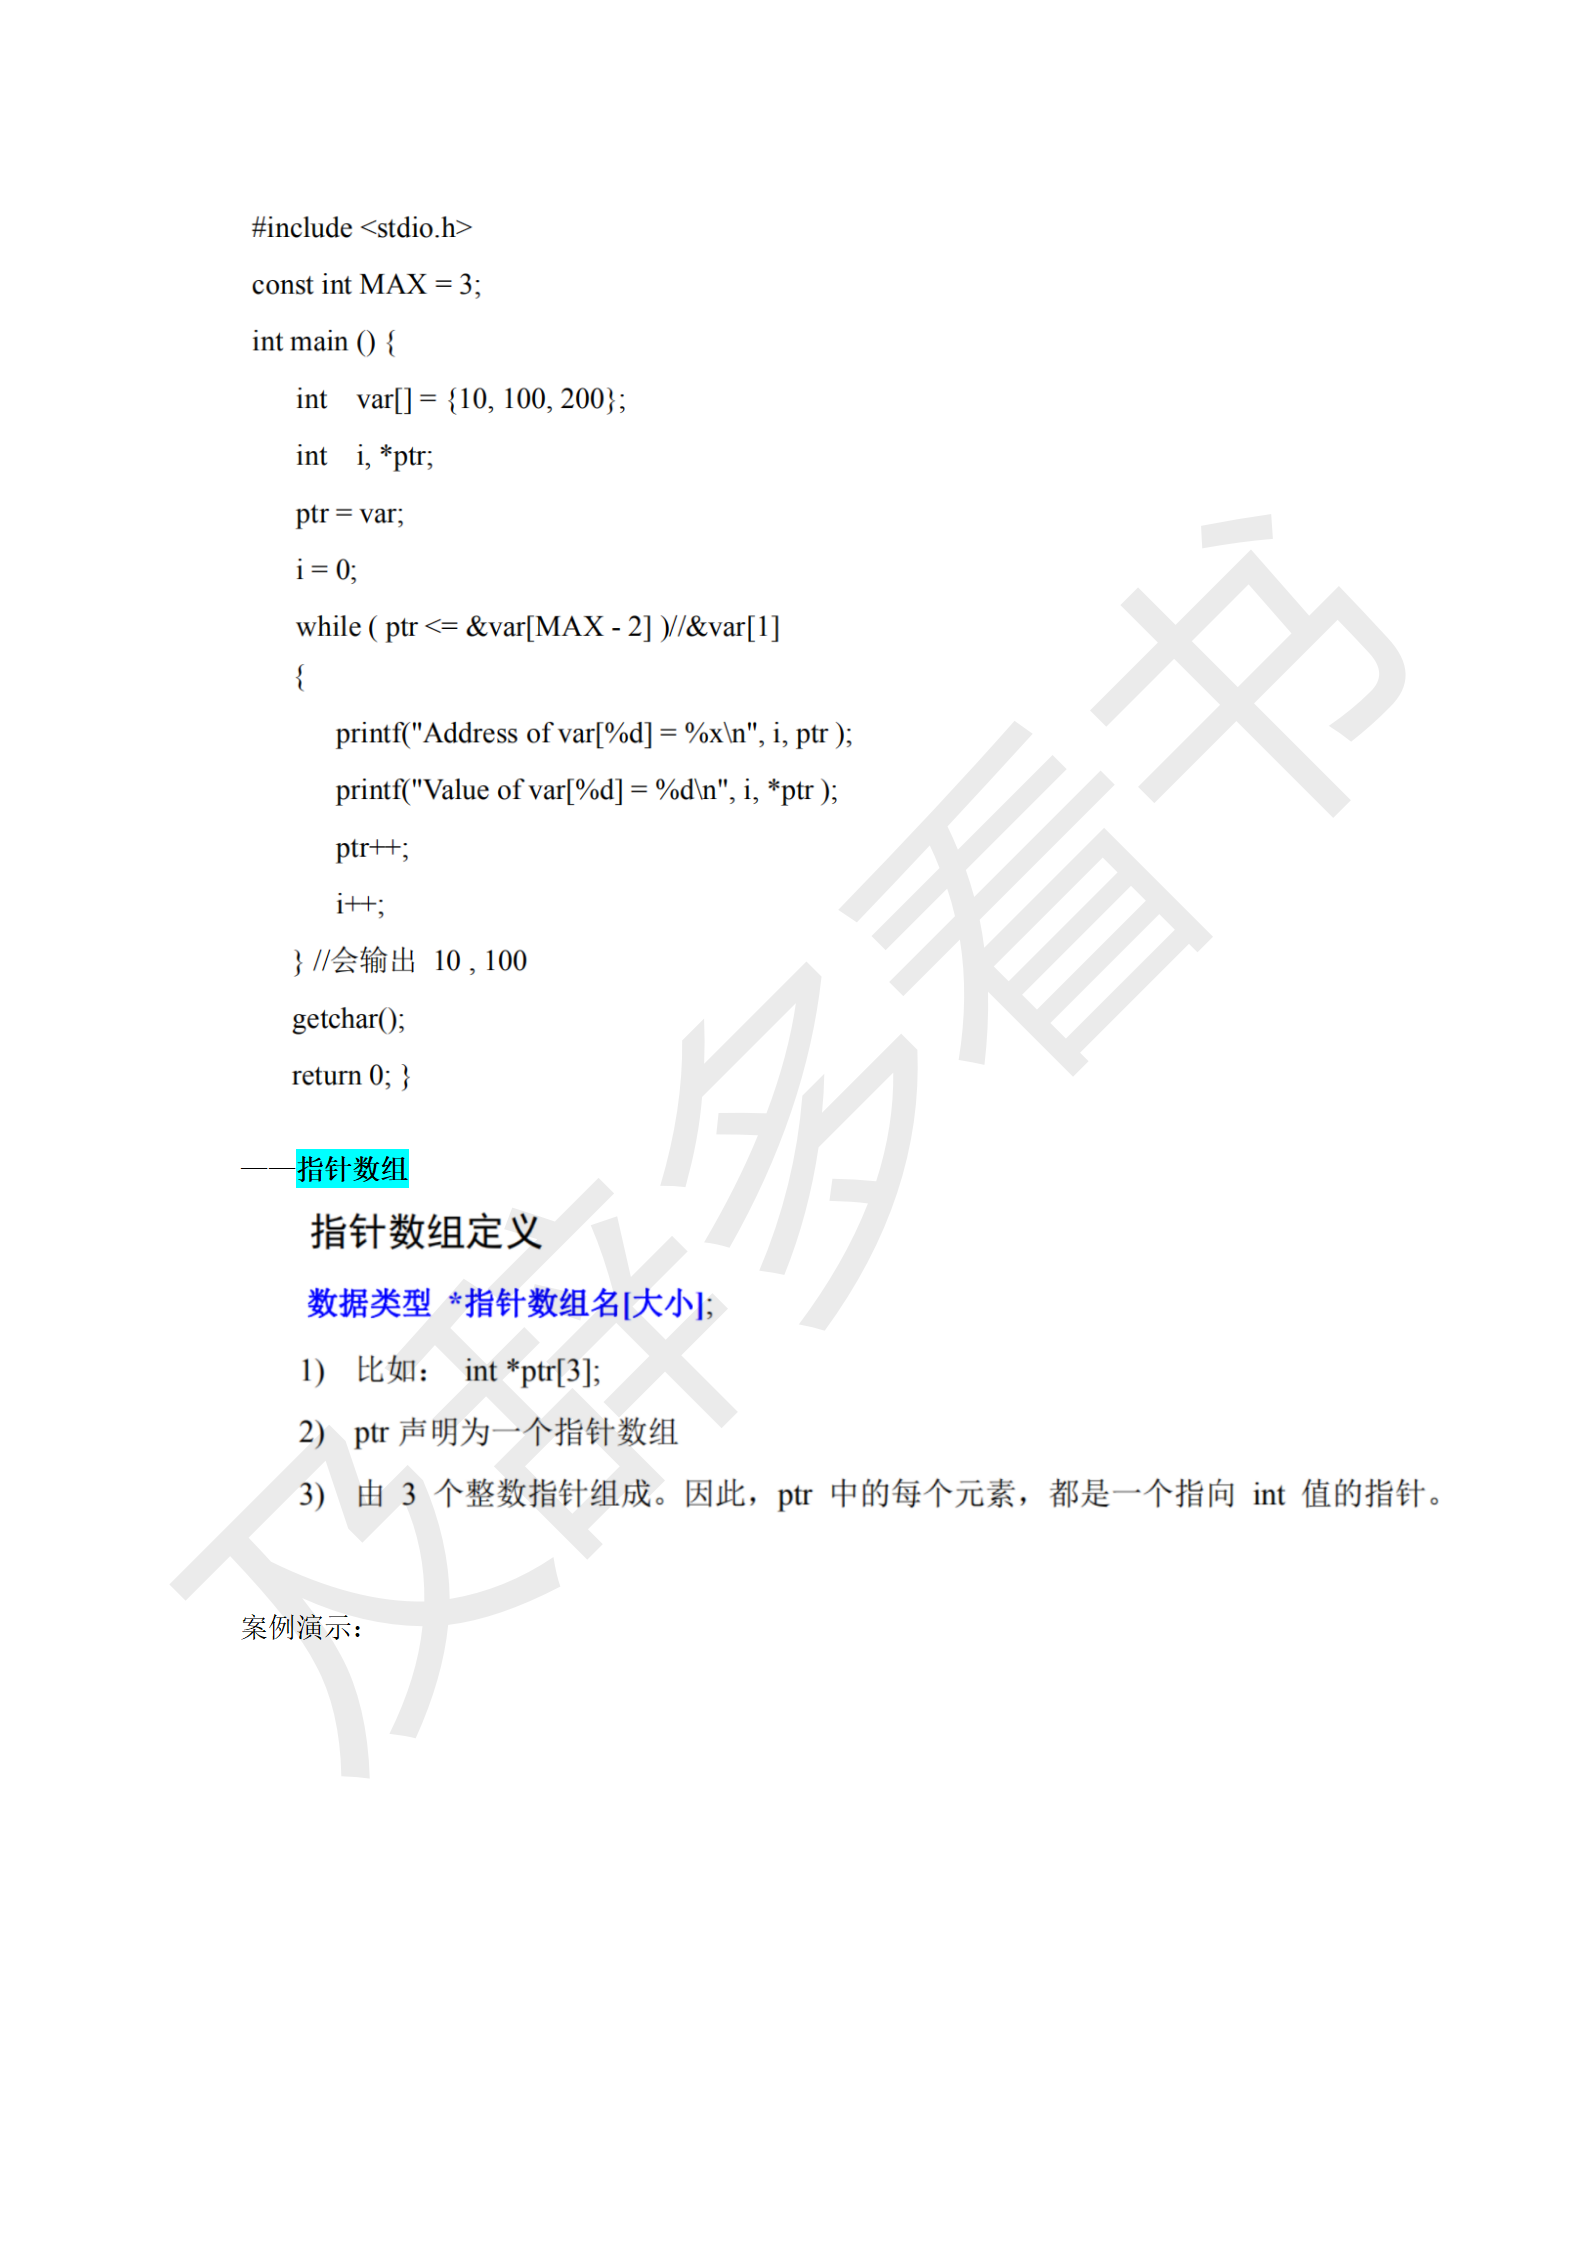 #include <stdio.h>
const int MAX = 3;
int main () {
int var[] = {10, 100, 200};
int i, *ptr;
ptr = var;
i = 0;
while ( ptr <= &var[MAX - 2] )//&var[1]
{
printf("Address of var[%d] = %x\n", i, ptr );
printf("Value of var[%d] = %d\n", i, *ptr );
ptr++;
i++;
} //会输出 10 , 100
getchar();
return 0; }
——指针数组
指针数组定义
数据类型 *指针数组名[大小];
1) 比如： int *ptr[3];
2) ptr 声明为一个指针数组
3) 由 3 个整数指针组成。因此，ptr 中的每个元素，都是一个指向 int 值的指针。
案例演示：
及辞多看书